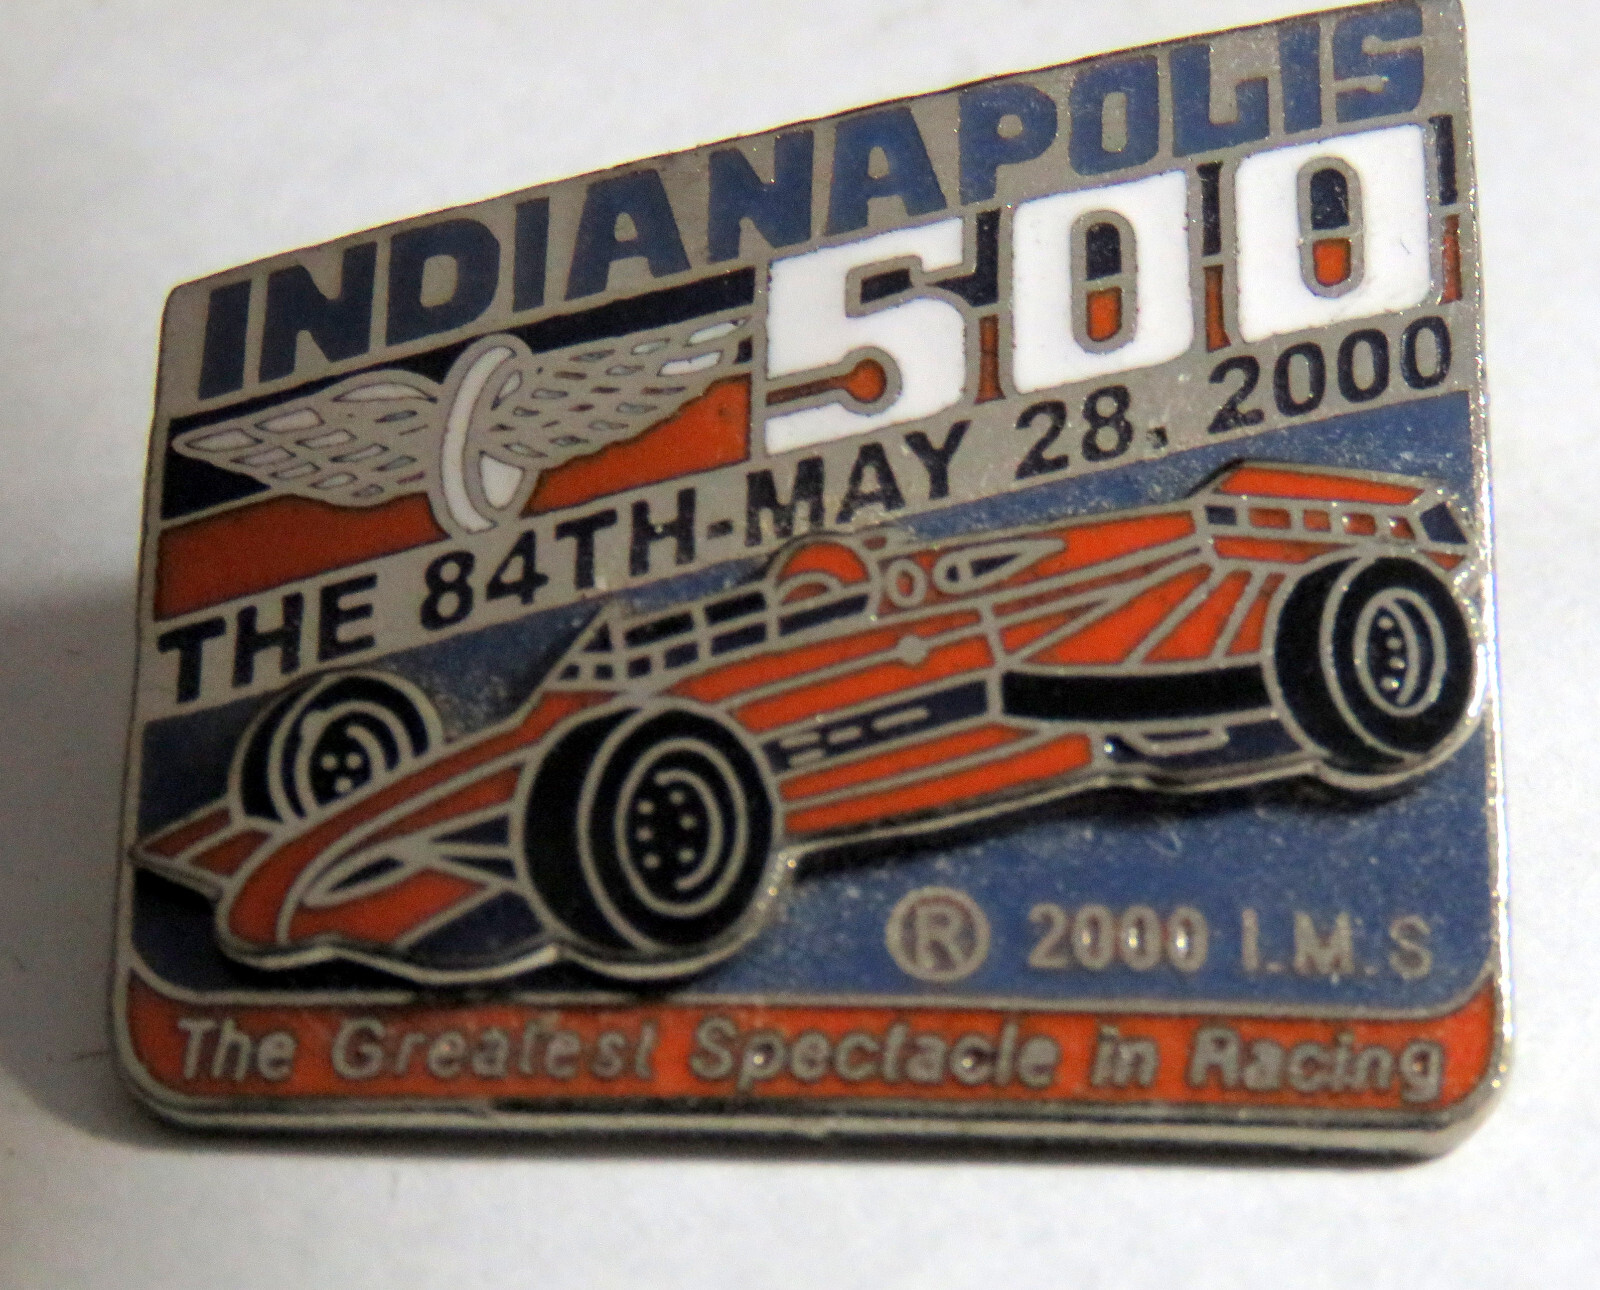 INDIANAPOLIS
500
THE 84TH-MAY 28, 2000
® 2000 I.M.S
The Greatest Spectacle in Racing